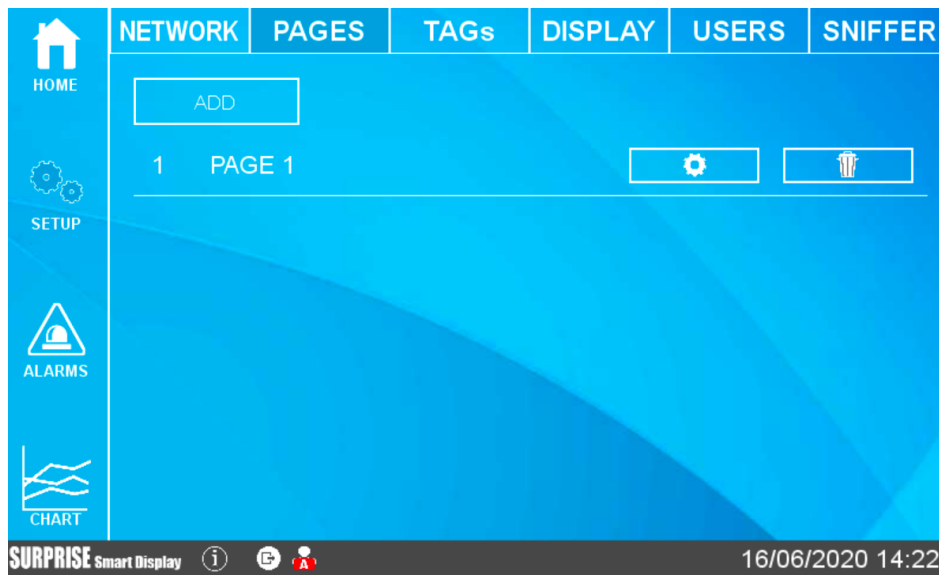 NETWORK PAGES TAGs DISPLAY USERS SNIFFER
HOME
ADD
1 PAGE 1
SETUP
ALARMS
CHART
SURPRISE Smart Display i A 16/06/2020 14:22